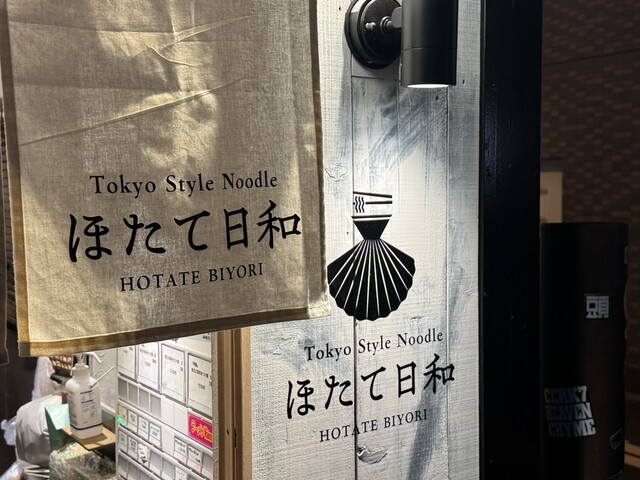 Tokyo Style Noodle
ほたて日和
HOTATE BIYORI
Tokyo Style Noodle
ほたて日和
HOTATE BIYORI